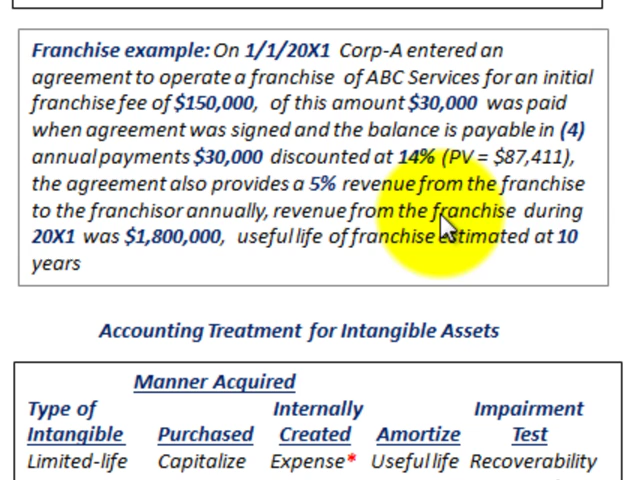 Franchise example: On 1/1/20X1 Corp-A entered an
agreement to operate a franchise of ABC Services for an initial
franchise fee of $150,000, of this amount $30,000 was paid
when agreement was signed and the balance is payable in (4)
annual payments $30,000 discounted at 14% (PV = $87,411),
the agreement also provides a 5% revenue from the franchise
to the franchisor annually, revenue from the franchise during
20X1 was $1,800,000, useful life of franchise estimated at 10
years
Accounting Treatment for Intangible Assets
Manner Acquired
Type of Internally Impairment
Intangible Purchased Created Amortize Test
Limited-life Capitalize Expense* Useful life Recoverability